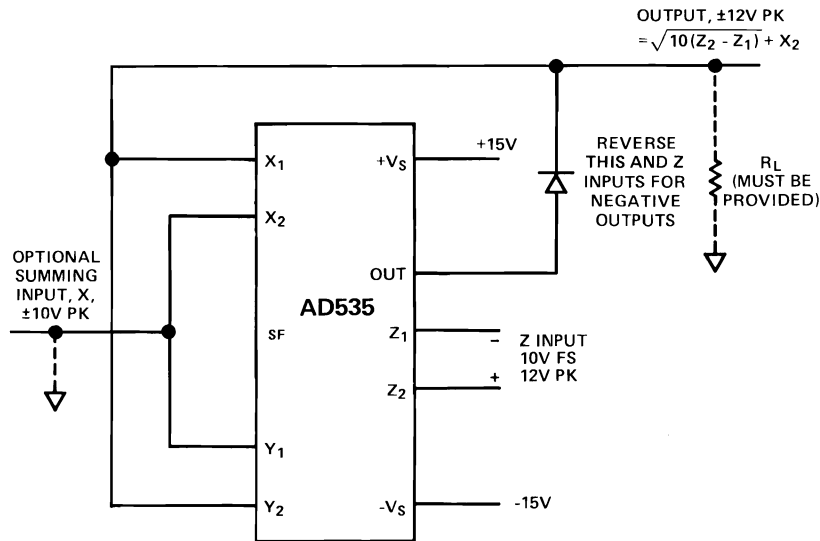 OUTPUT, ±12V PK
= √10(Z2 - Z1) + X2
X1
+VS
+15V
REVERSE
THIS AND Z
INPUTS FOR
NEGATIVE
OUTPUTS
RL
(MUST BE
PROVIDED)
X2
OPTIONAL
SUMMING
INPUT, X,
±10V PK
OUT
AD535
SF
Z1
-
Z INPUT
10V FS
12V PK
Z2
+
Y1
Y2
-VS
-15V